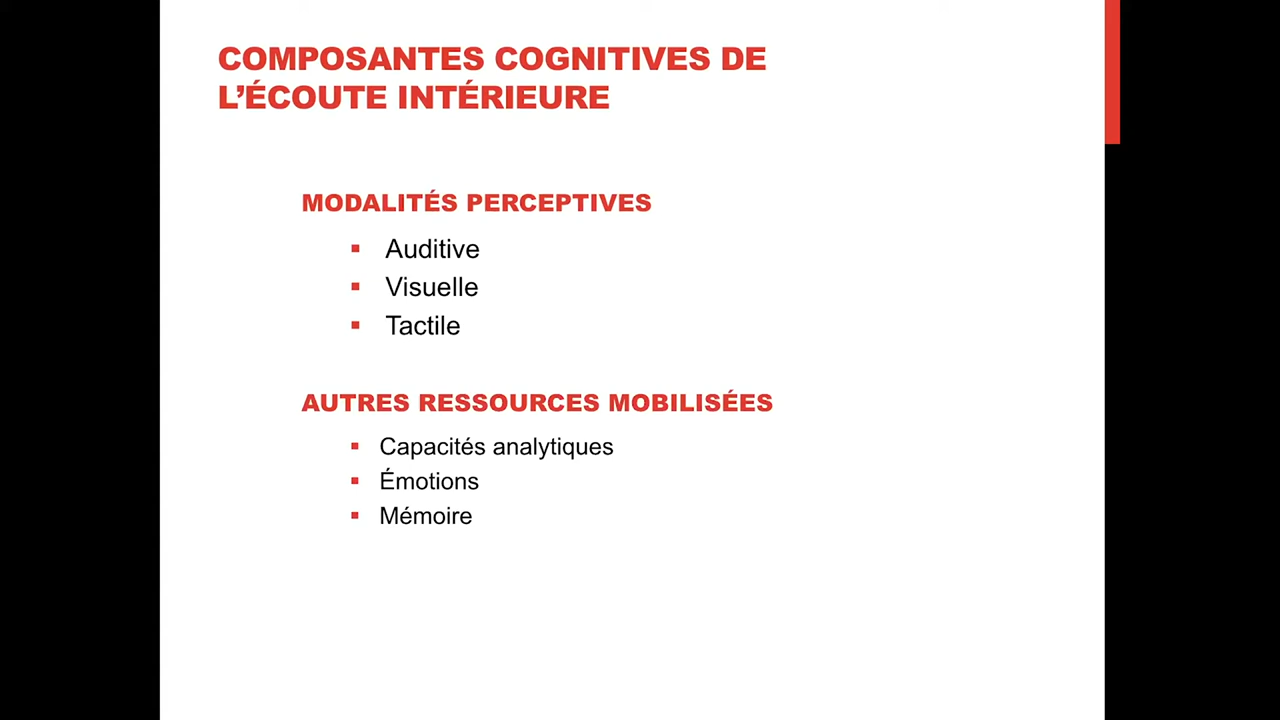 COMPOSANTES COGNITIVES DE
L’ÉCOUTE INTÉRIEURE
MODALITÉS PERCEPTIVES
▪ Auditive
▪ Visuelle
▪ Tactile
AUTRES RESSOURCES MOBILISÉES
▪ Capacités analytiques
▪ Émotions
▪ Mémoire